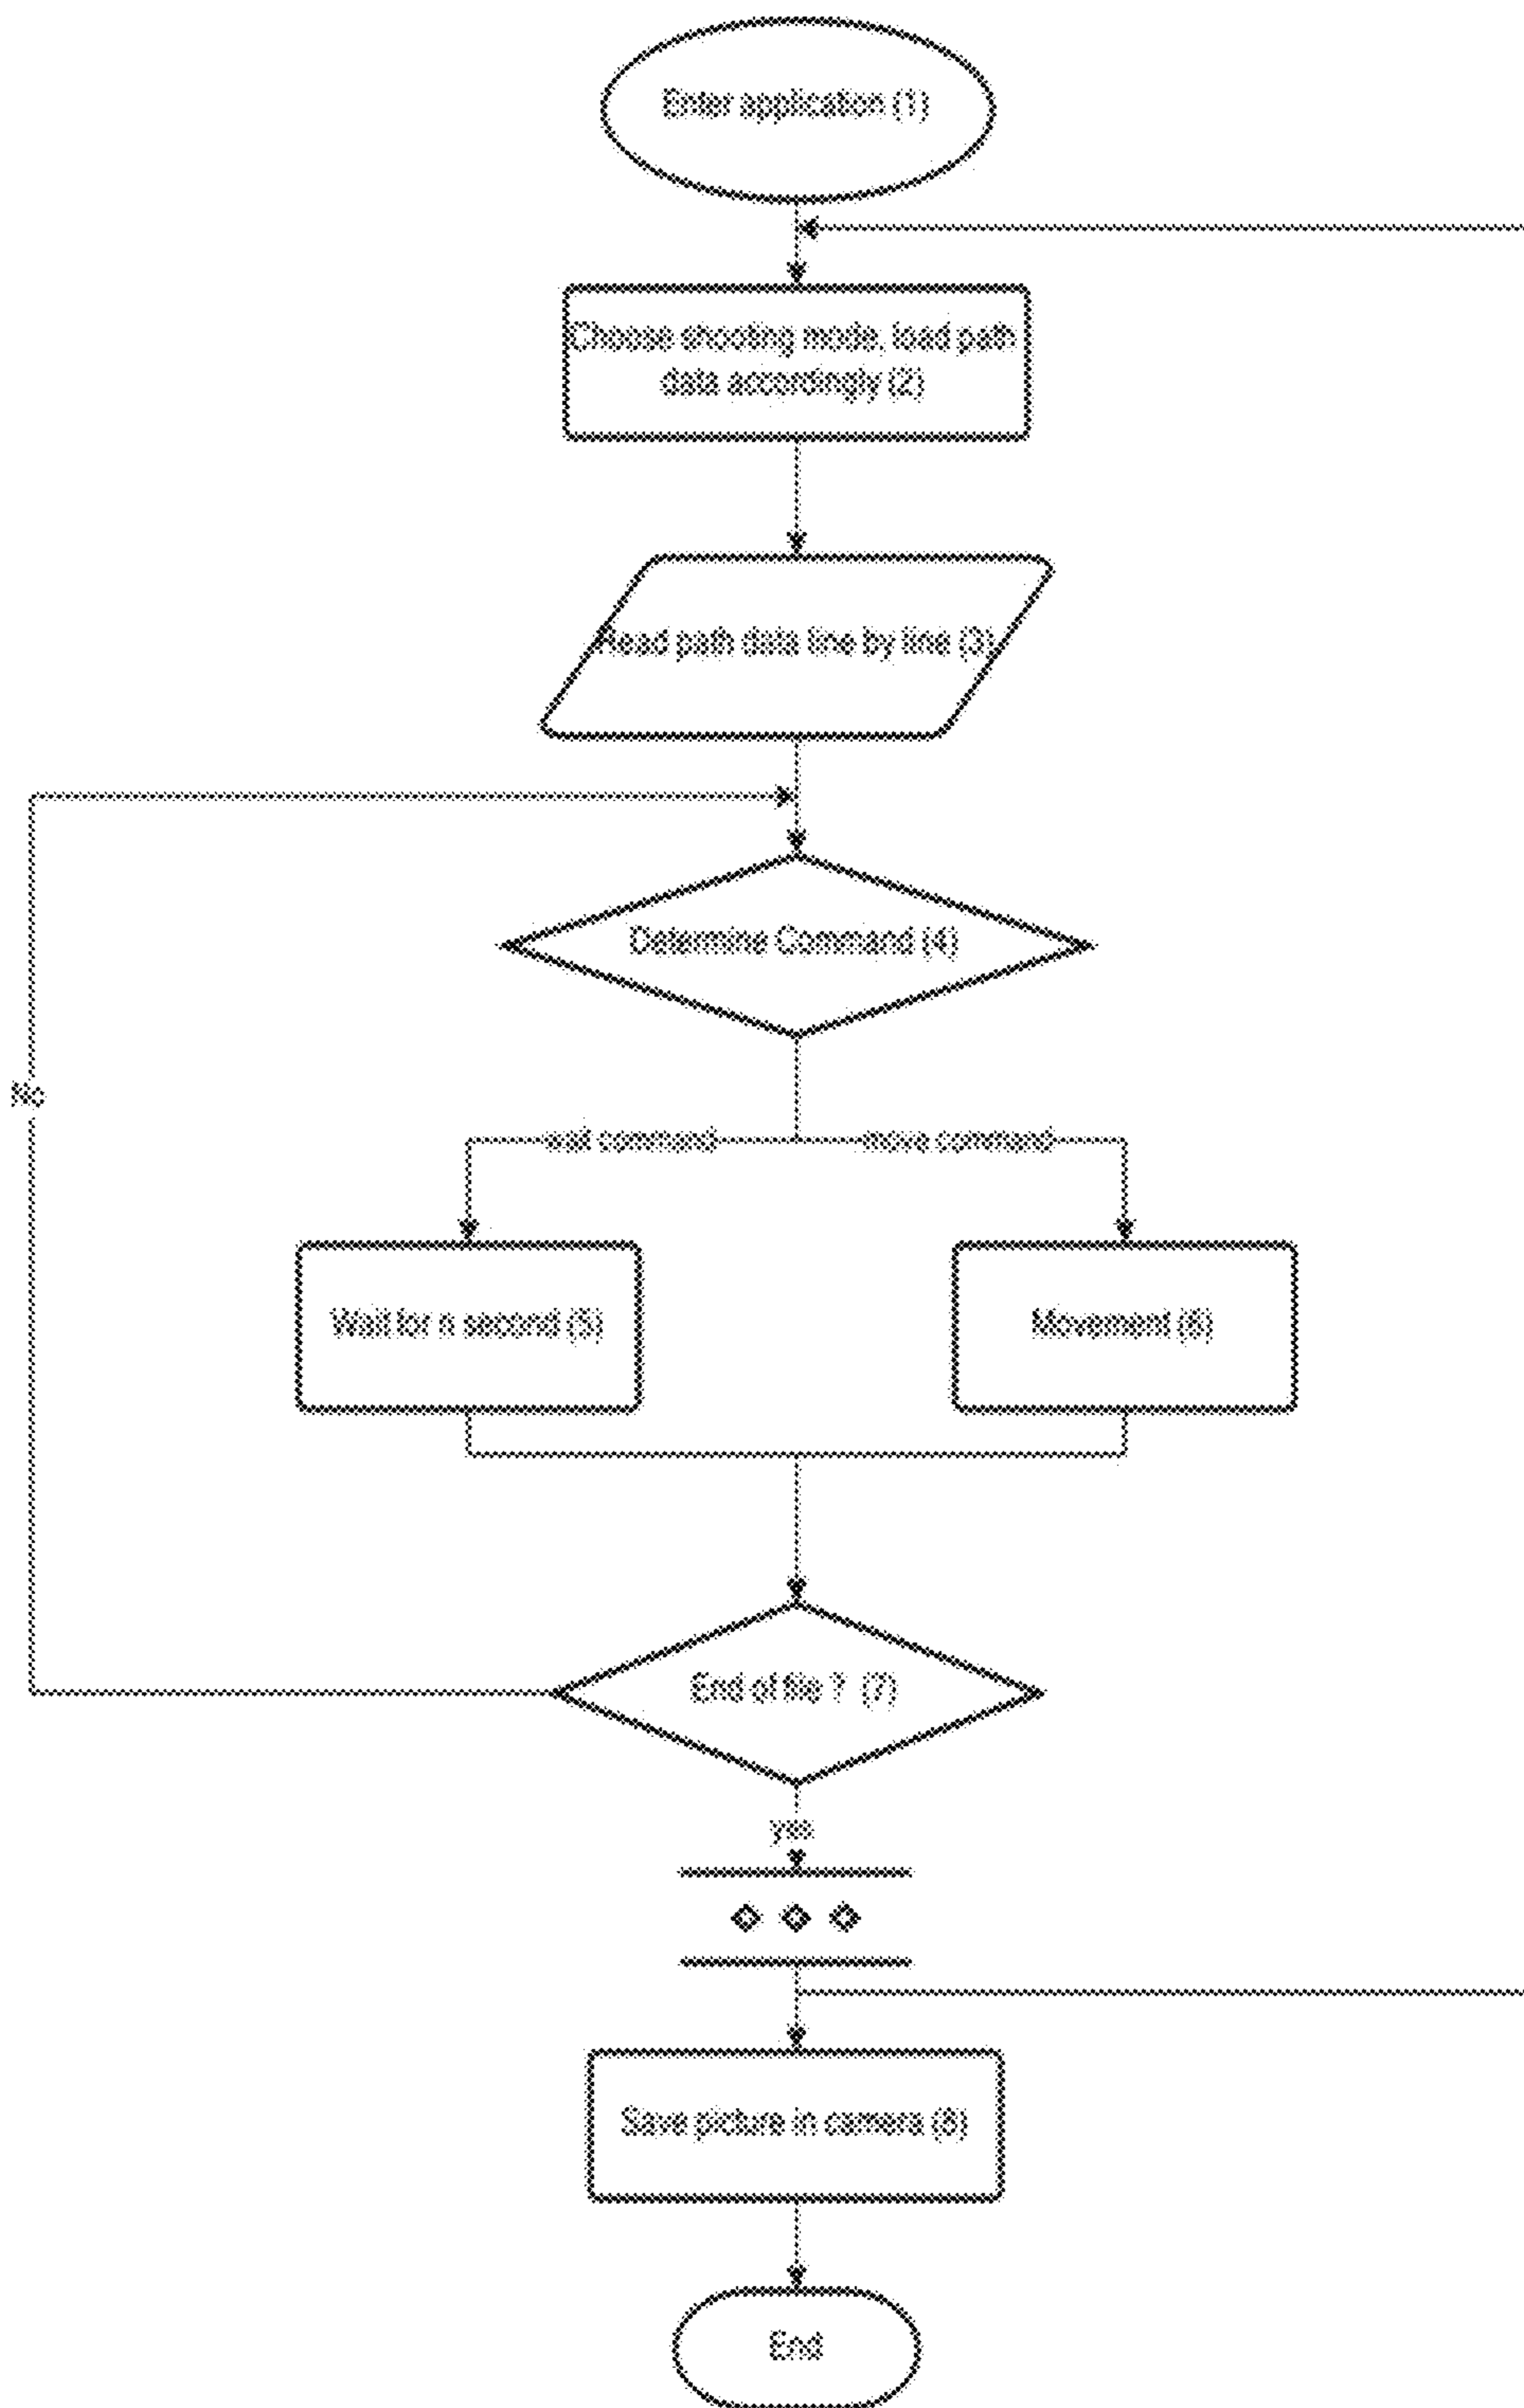 Enter application (1)
Choose shooting mode, load path
data accordingly (2)
Read path data line by line (3)
Determine Command (4)
No
wait command
move command
Wait for n second (5)
Movement (6)
End of file ? (7)
yes
Save picture in camera (8)
End